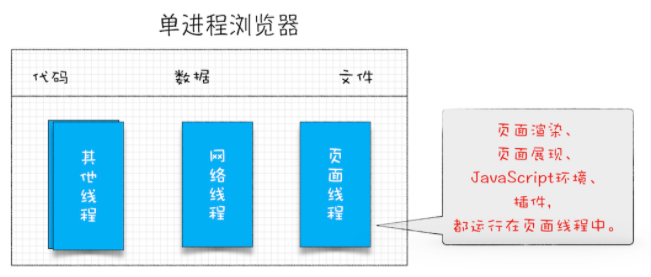 单进程浏览器
代码
数据
文件
其他线程
网络线程
页面线程
页面渲染、
页面展现、
JavaScript环境、
插件,
都运行在页面线程中。